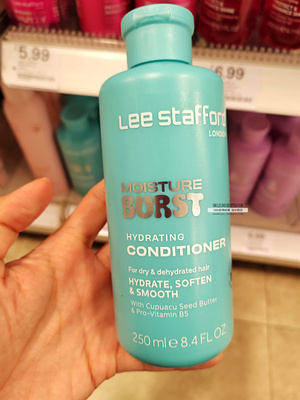 5.99
6.99
Lee Stafford
LONDON
MOISTURE
BURST
HYDRATING
CONDITIONER
For dry & dehydrated hair
HYDRATE, SOFTEN
& SMOOTH
With Cupuacu Seed Butter
& Pro-Vitamin B5
250 ml e 8.4 FL OZ